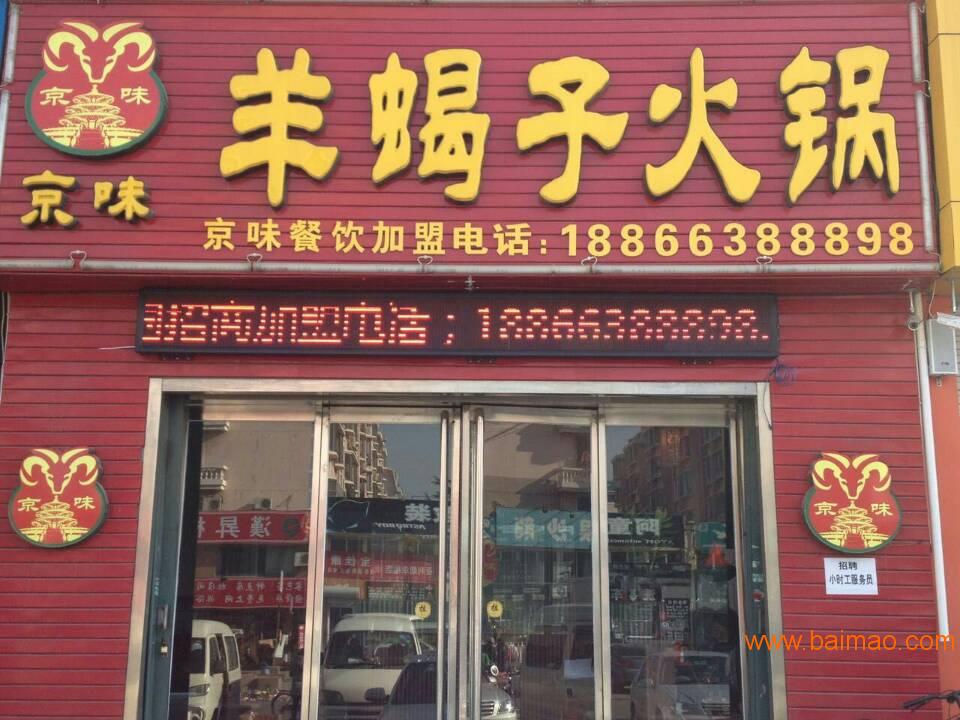 京味
羊蝎子火锅
京味
京味餐饮加盟电话:18866388898
招商加盟电话;18866388898.
京味
京味
招聘
小时工服务员
拉
拉
www.baimao.com